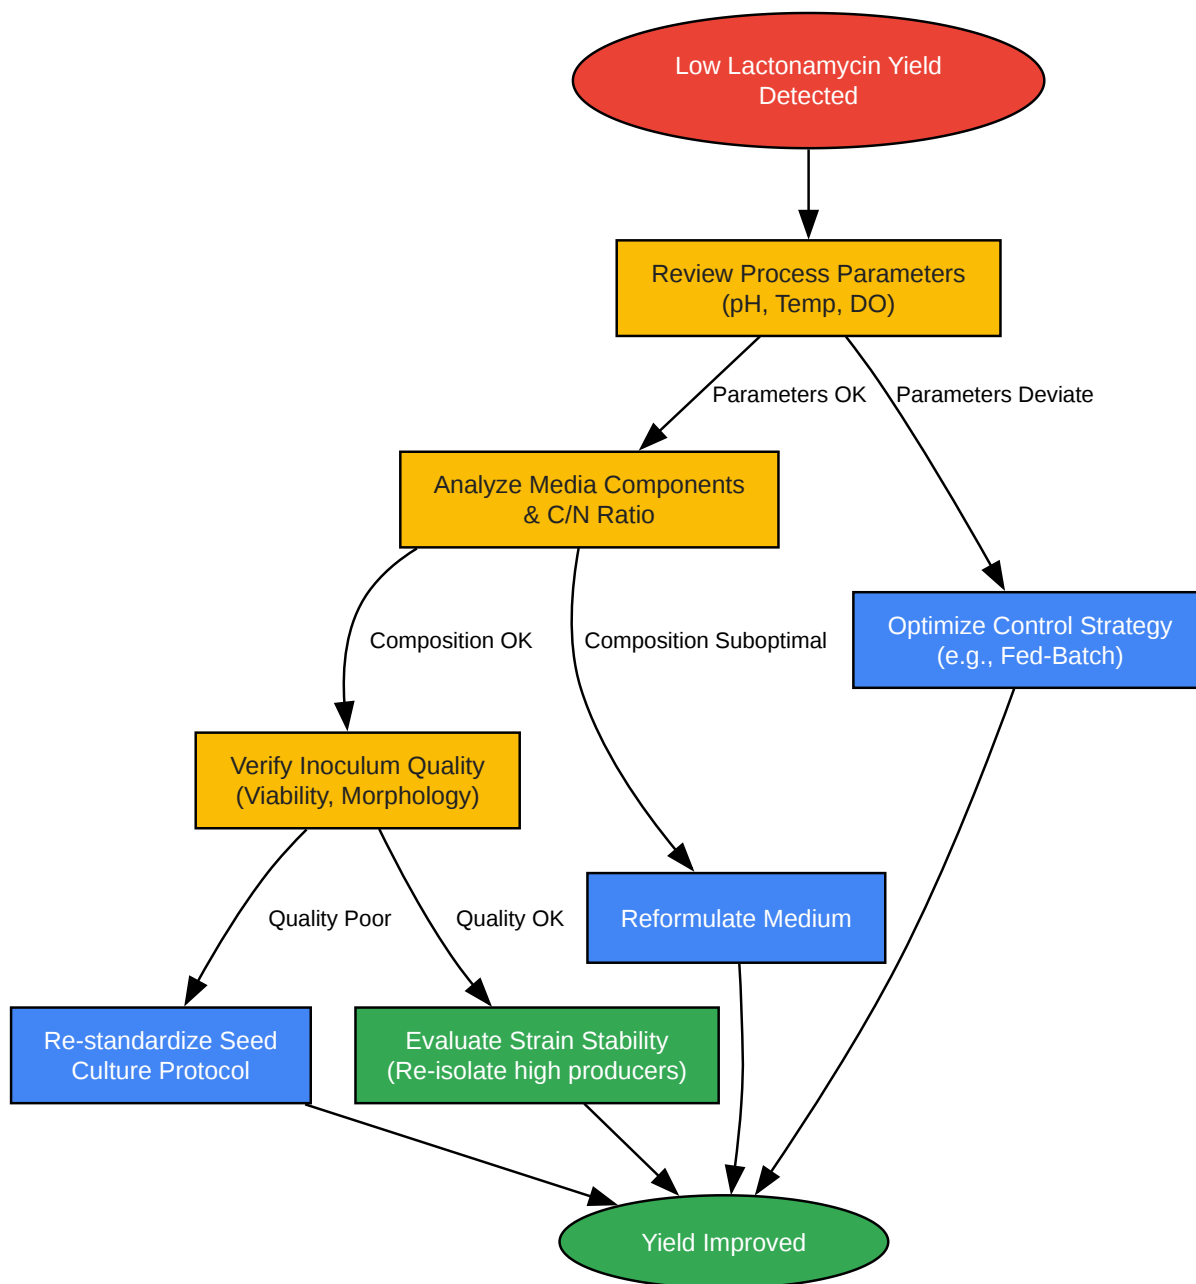 Low Lactonamycin Yield
Detected
Review Process Parameters
(pH, Temp, DO)
Parameters OK
Parameters Deviate
Analyze Media Components
& C/N Ratio
Optimize Control Strategy
(e.g., Fed-Batch)
Composition OK
Composition Suboptimal
Verify Inoculum Quality
(Viability, Morphology)
Quality Poor
Quality OK
Reformulate Medium
Re-standardize Seed
Culture Protocol
Evaluate Strain Stability
(Re-isolate high producers)
Yield Improved